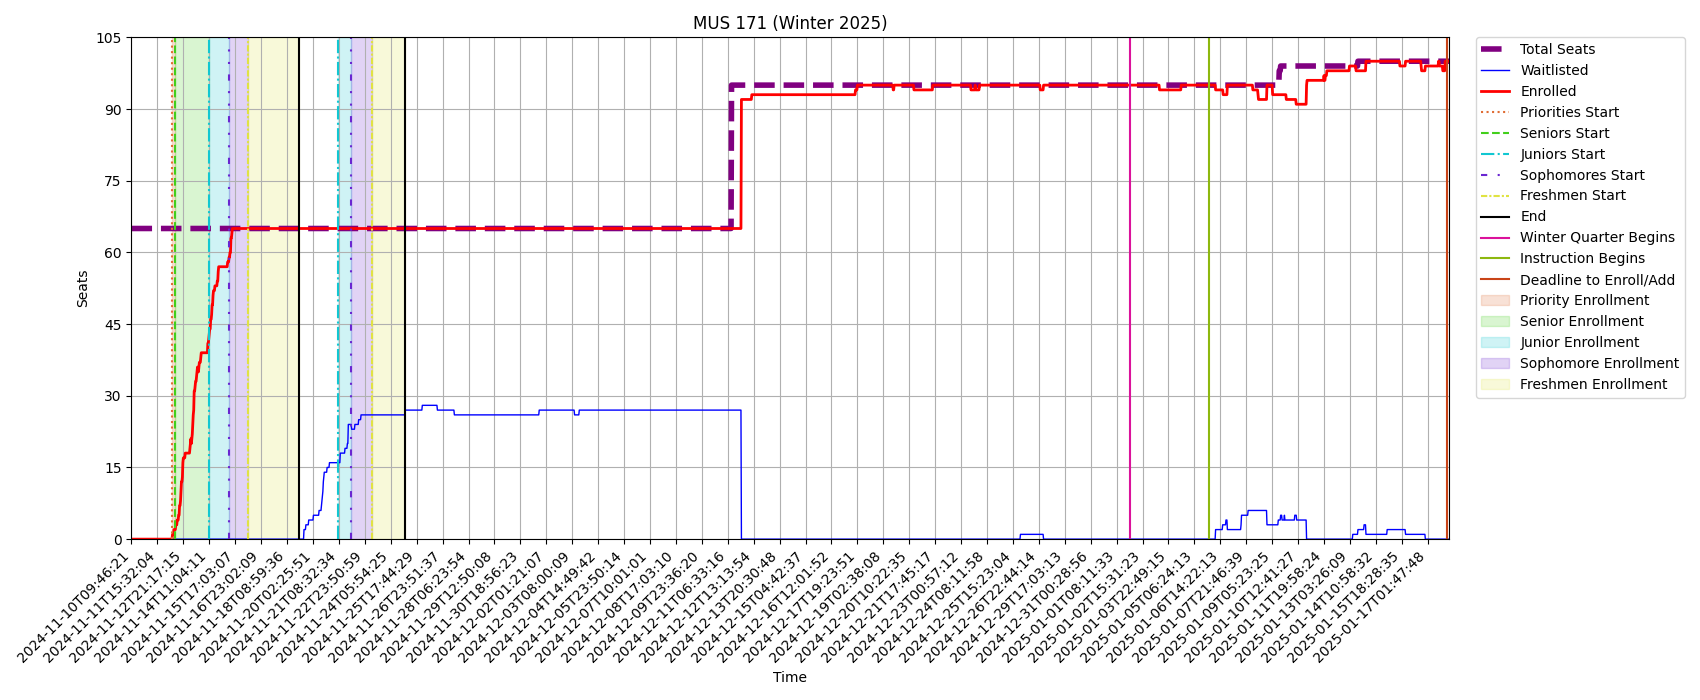 MUS 171 (Winter 2025)
105
90
75
60
45
30
15
0
Seats
2024-11-10T09:46:21
2024-11-11T15:32:04
2024-11-12T21:17:15
2024-11-14T11:04:11
2024-11-15T17:03:07
2024-11-16T23:02:09
2024-11-18T08:59:36
2024-11-20T02:25:51
2024-11-21T08:32:34
2024-11-22T23:50:59
2024-11-24T05:54:25
2024-11-25T17:44:29
2024-11-26T23:51:37
2024-11-28T06:23:54
2024-11-29T12:50:08
2024-11-30T18:56:23
2024-12-02T01:21:07
2024-12-03T08:00:09
2024-12-04T14:49:42
2024-12-05T23:50:14
2024-12-07T01:01:01
2024-12-08T17:03:10
2024-12-09T23:36:20
2024-12-11T06:33:16
2024-12-12T13:13:54
2024-12-13T20:30:48
2024-12-15T04:42:37
2024-12-16T12:01:52
2024-12-17T19:23:51
2024-12-19T02:38:08
2024-12-20T10:22:35
2024-12-21T17:45:17
2024-12-23T00:57:12
2024-12-24T08:11:58
2024-12-25T15:23:04
2024-12-26T22:44:14
2024-12-29T17:03:13
2024-12-31T00:28:56
2025-01-01T08:11:33
2025-01-02T15:31:23
2025-01-03T22:49:15
2025-01-05T06:24:13
2025-01-06T14:22:13
2025-01-07T21:46:39
2025-01-09T05:23:25
2025-01-10T12:41:27
2025-01-11T19:58:24
2025-01-13T03:26:09
2025-01-14T10:58:32
2025-01-15T18:28:35
2025-01-17T01:47:48
Time
Total Seats
Waitlisted
Enrolled
Priorities Start
Seniors Start
Juniors Start
Sophomores Start
Freshmen Start
End
Winter Quarter Begins
Instruction Begins
Deadline to Enroll/Add
Priority Enrollment
Senior Enrollment
Junior Enrollment
Sophomore Enrollment
Freshmen Enrollment